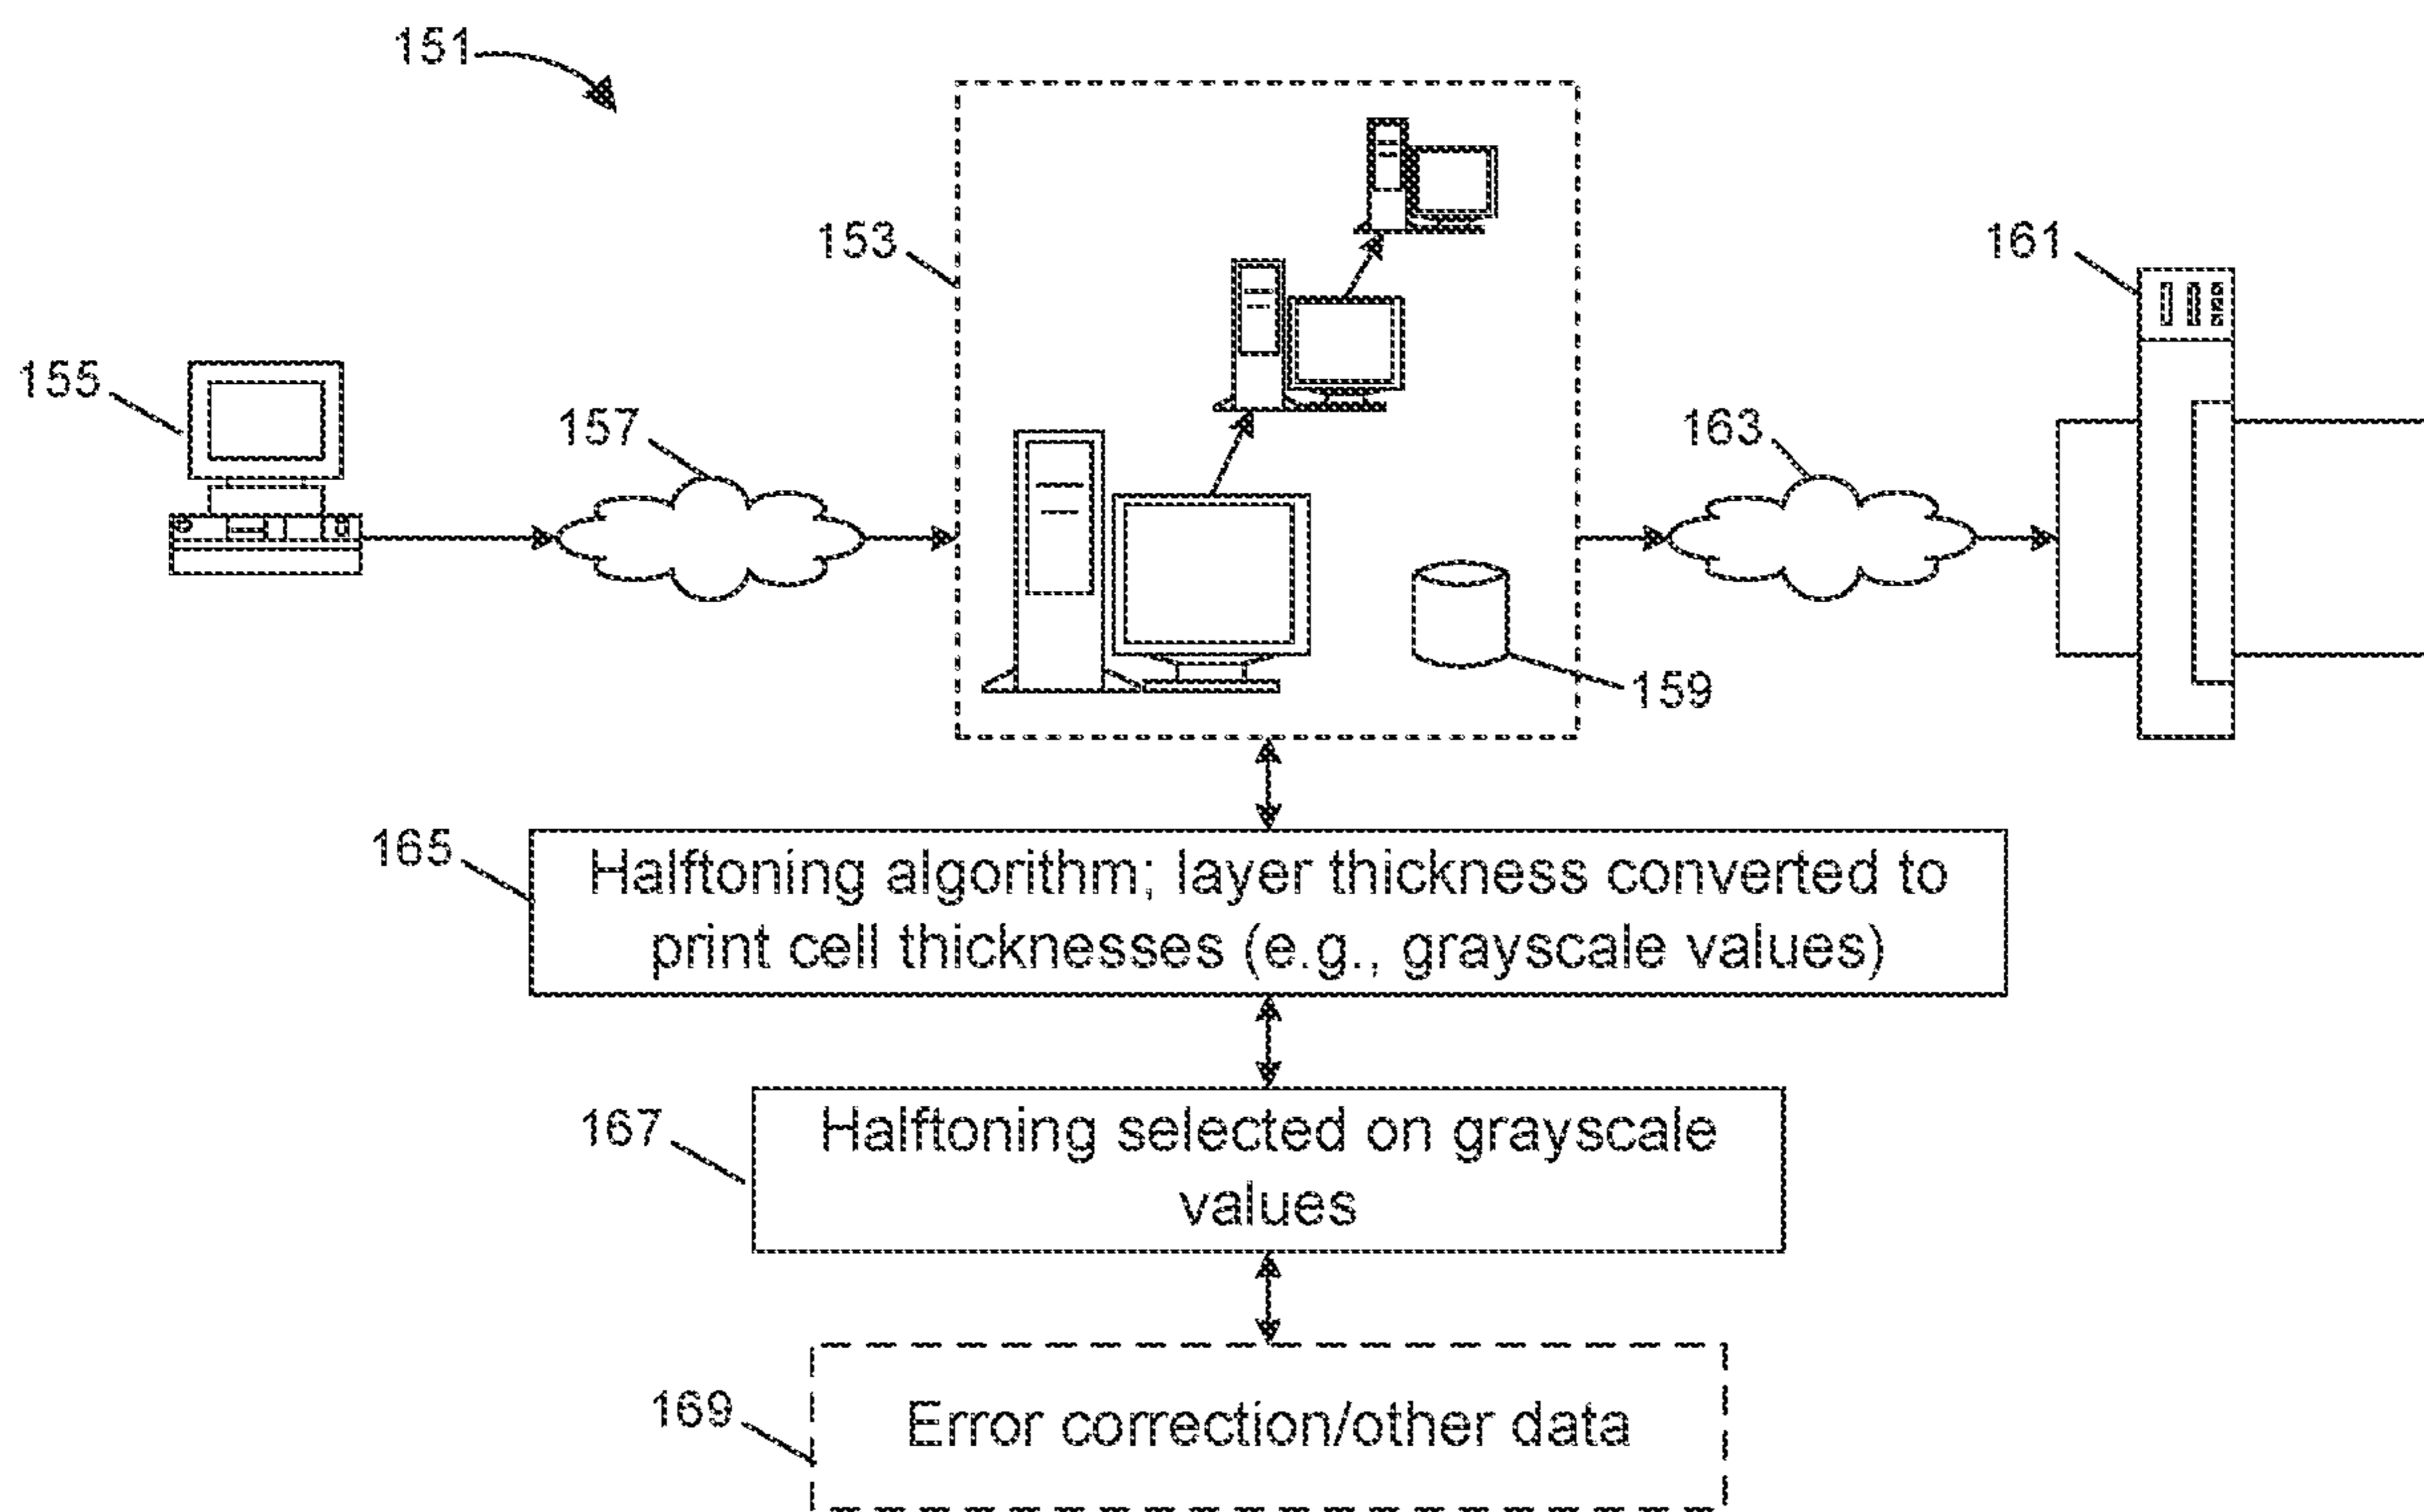 151
153
161
155
157
163
159
165
Halftoning algorithm; layer thickness converted to
print cell thicknesses (e.g., grayscale values)
167
Halftoning selected on grayscale
values
169
Error correction/other data